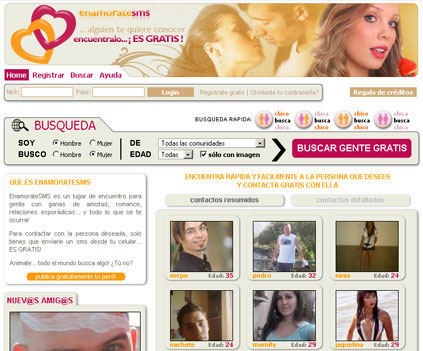 enamoratesms
...alguien te quiere conocer
encuentralo...¡ ES GRATIS!
Home Registrar Buscar Ayuda
Nick: Pass: Login Registrate gratis | Olvidaste tu contraseña? Regalo de créditos
BUSQUEDA RAPIDA: chico busca chica chica busca chico chico busca chico chica busca chica
BUSQUEDA
SOY Hombre Mujer DE Todas las comunidades
BUSCO Hombre Mujer EDAD Todas sólo con imagen
BUSCAR GENTE GRATIS
QUE ES ENAMORATESMS
EnamorateSMS es un lugar de encuentro para gente con ganas de amistad, romance, relaciones esporádicas... y todo lo que se te ocurra!
Para contactar con la persona deseada, solo tienes que enviarle un sms desde tu celular... ES GRATIS!
Animate... todo el mundo busca algo! ¿Tú no?
publica gratuitamente tu perfil
NUEV@S AMIG@S
ENCUENTRA RAPIDA Y FACILMENTE A LA PERSONA QUE DESEES
Y CONTACTA GRATIS CON ELLA
contactos resumidos contactos detallados
xerpe Edad: 35 pedro Edad: 32 ninia Edad: 24
nachete Edad: 24 mamita Edad: 29 jaquelina Edad: 29